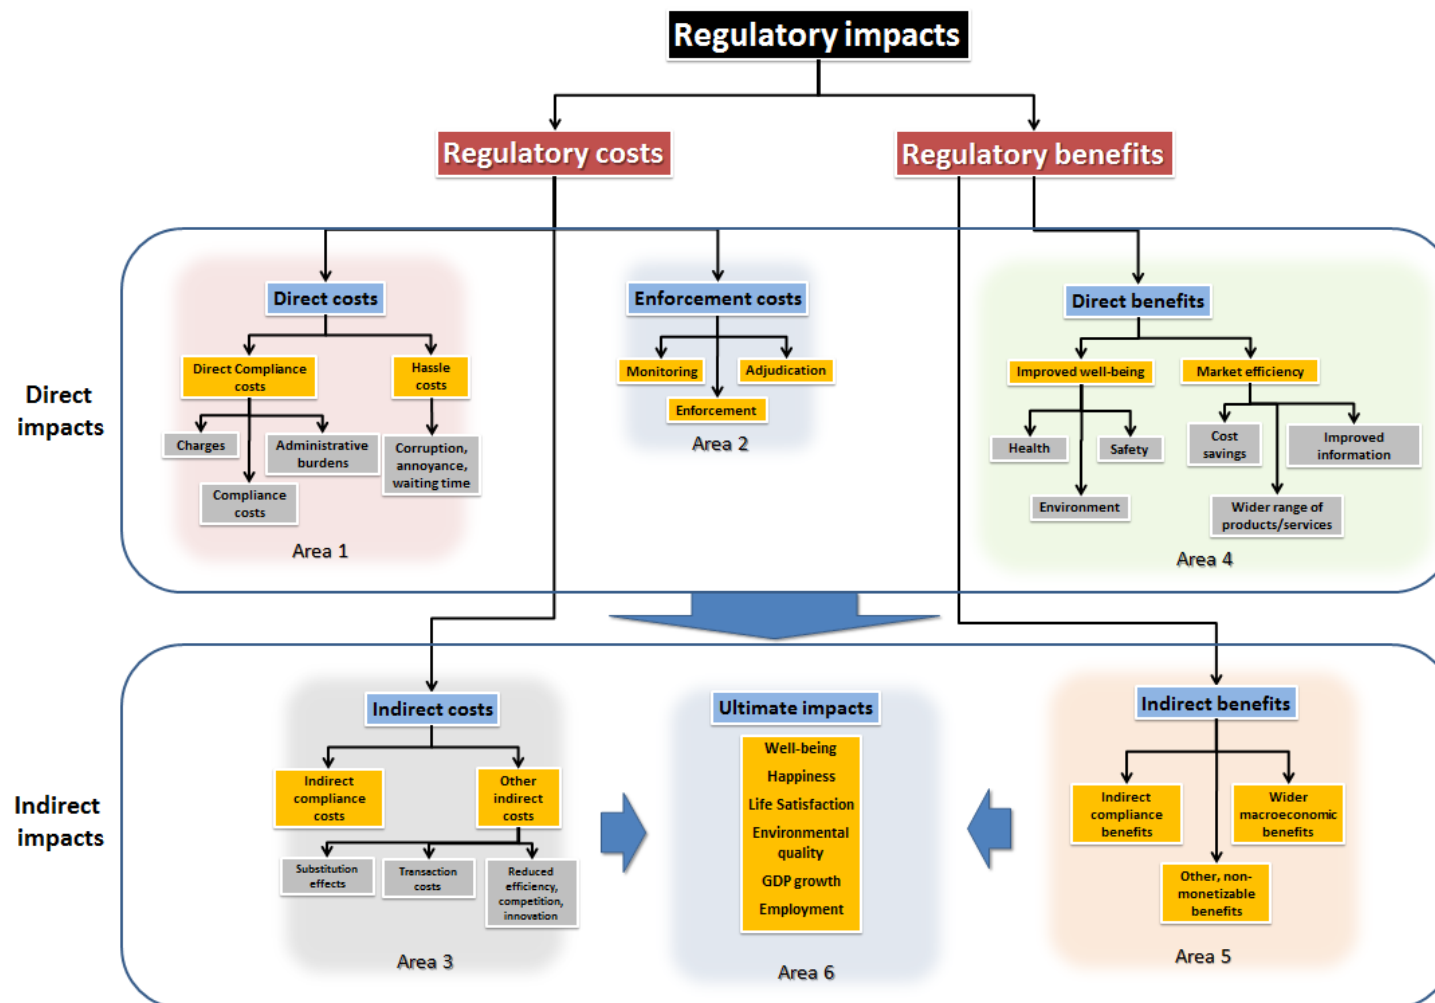 Regulatory impacts
Regulatory costs
Regulatory benefits
Direct
impacts
Direct costs
Direct Compliance
costs
Hassle
costs
Charges
Administrative
burdens
Corruption,
annoyance,
waiting time
Compliance
costs
Area 1
Enforcement costs
Monitoring
Adjudication
Enforcement
Area 2
Direct benefits
Improved well-being
Market efficiency
Health
Safety
Cost
savings
Improved
information
Environment
Wider range of
products/services
Area 4
Indirect
impacts
Indirect costs
Indirect
compliance
costs
Other
indirect
costs
Substitution
effects
Transaction
costs
Reduced
efficiency,
competition,
innovation
Area 3
Ultimate impacts
Well-being
Happiness
Life Satisfaction
Environmental
quality
GDP growth
Employment
Area 6
Indirect benefits
Indirect
compliance
benefits
Wider
macroeconomic
benefits
Other, non-
monetizable
benefits
Area 5